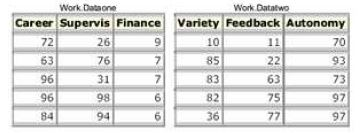 Work.Dataone
Career Supervis Finance
72 26 9
63 76 7
96 31 7
96 98 6
84 94 6
Work.Datatwo
Variety Feedback Autonomy
10 11 70
85 22 93
83 63 73
82 75 97
36 77 97